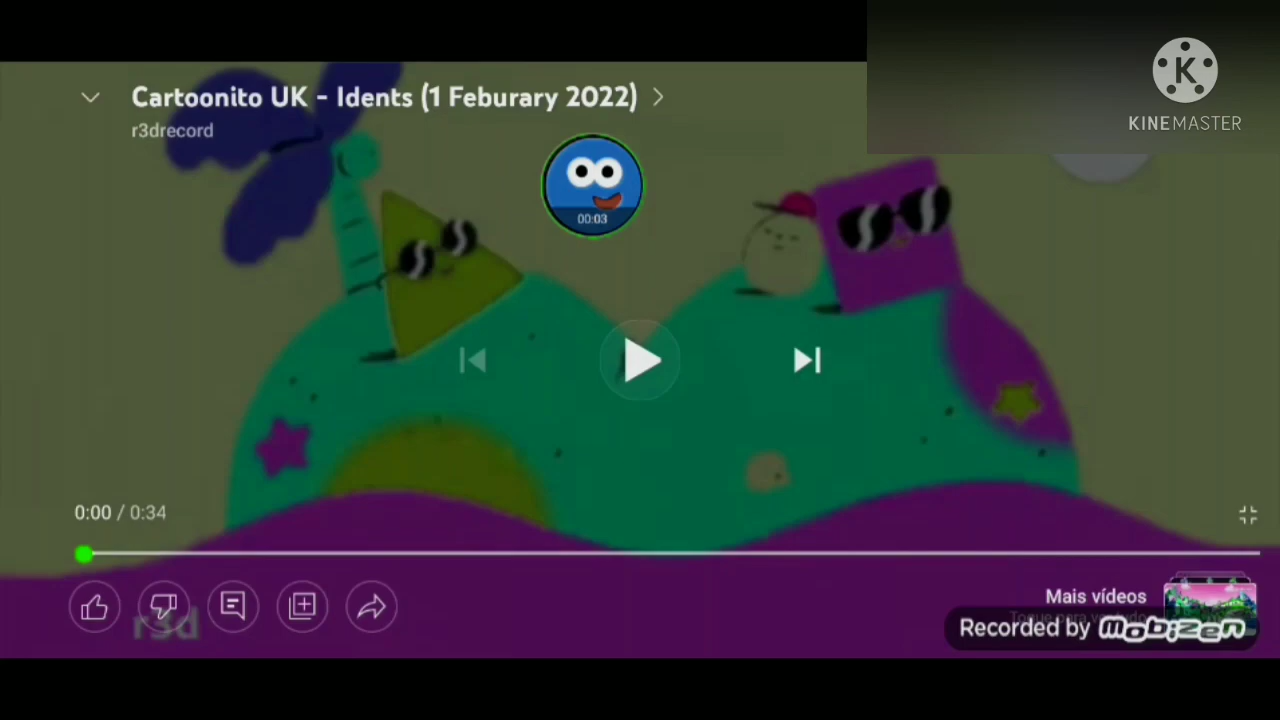 Cartoonito UK - Idents (1 Feburary 2022)
r3drecord
K
KINEMASTER
00:03
0:00 / 0:34
Mais vídeos
r3d
Recorded by mobizen